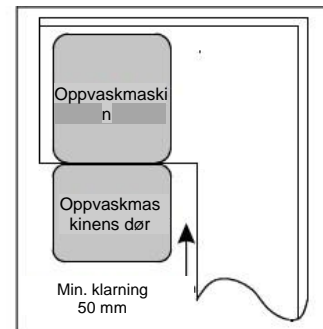 Oppvaskmaski
n
Oppvaskmas
kinens dør
Min. klarning
50 mm